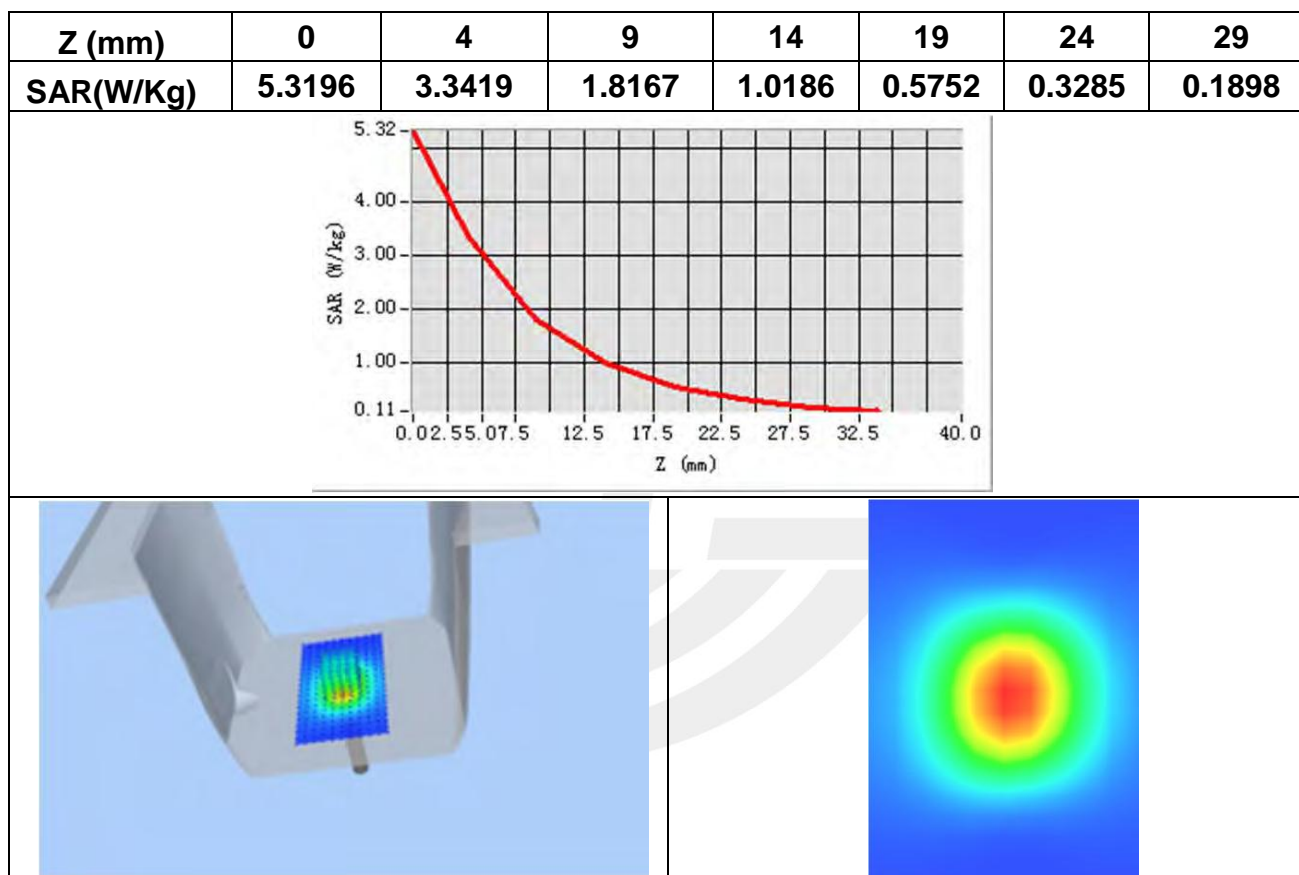 Z (mm) 0 4 9 14 19 24 29
SAR(W/Kg) 5.3196 3.3419 1.8167 1.0186 0.5752 0.3285 0.1898
5.32
4.00
3.00
2.00
1.00
0.11
SAR (W/kg)
0.0 2.5 5.0 7.5 12.5 17.5 22.5 27.5 32.5 40.0
Z (mm)